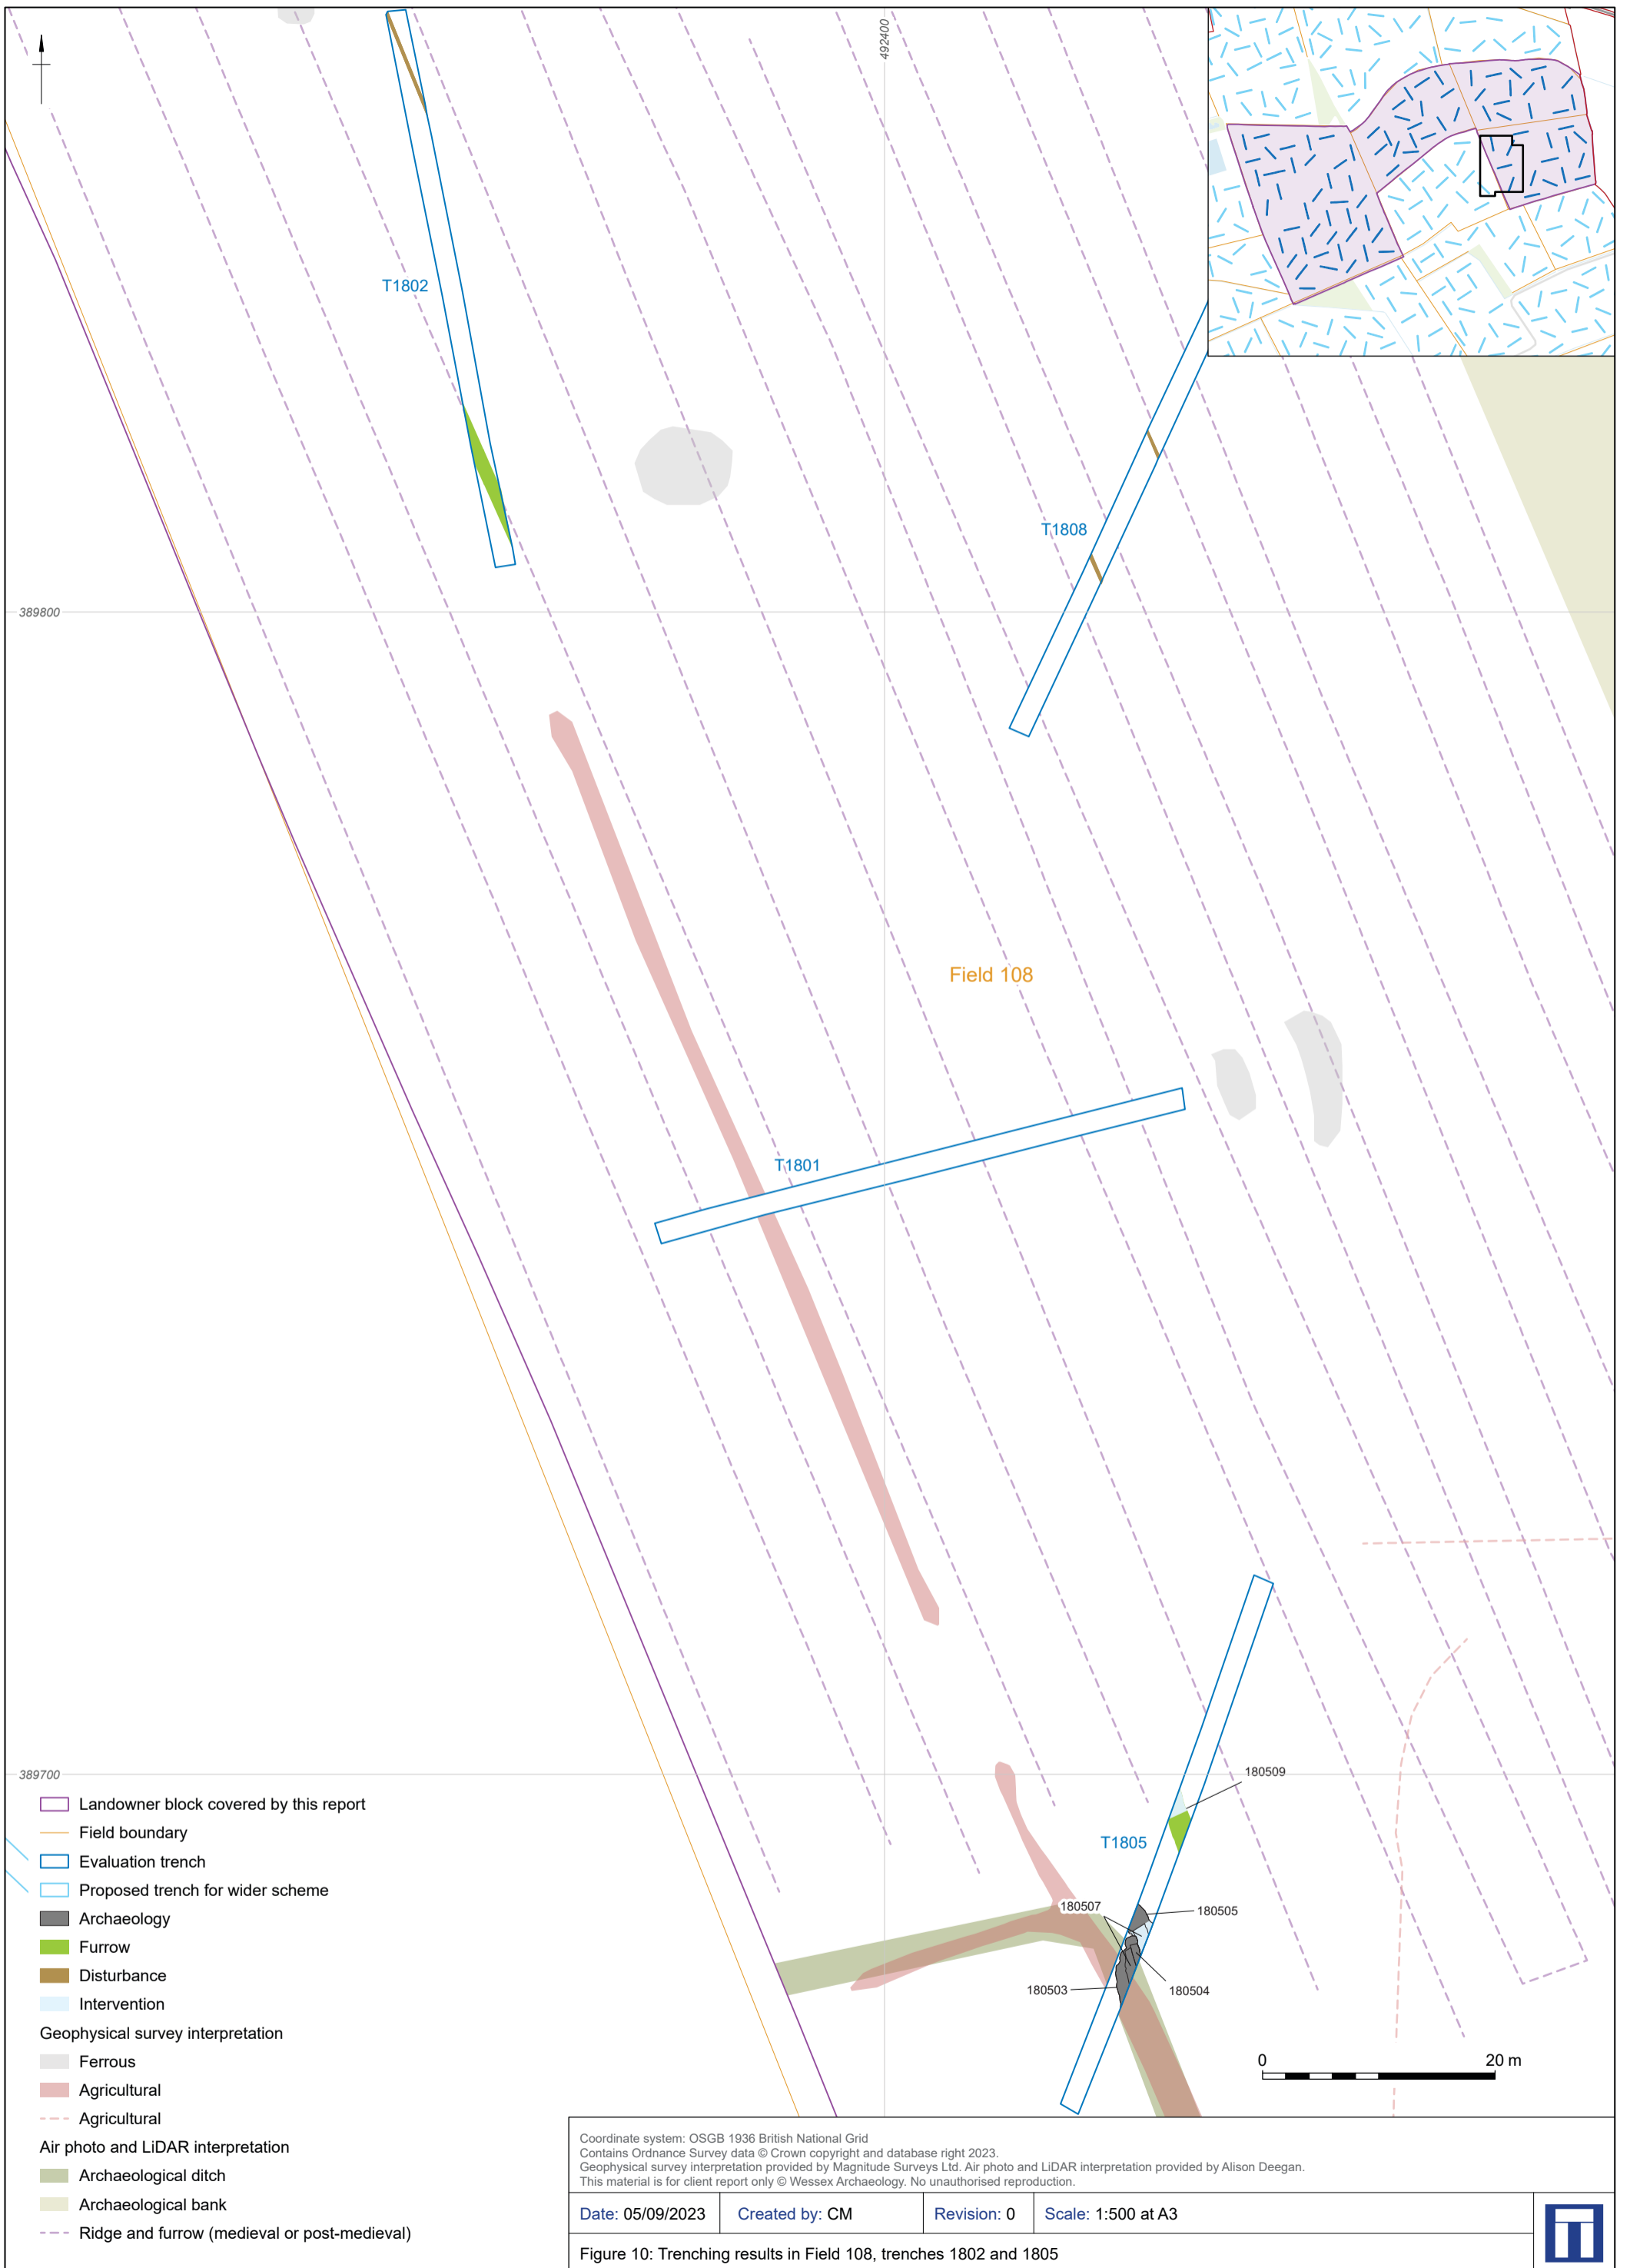 492400
T1802
T1808
389800
Field 108
T1801
389700
180509
T1805
180507
180505
180503
180504
Landowner block covered by this report
Field boundary
Evaluation trench
Proposed trench for wider scheme
Archaeology
Furrow
Disturbance
Intervention
Geophysical survey interpretation
Ferrous
Agricultural
Agricultural
Air photo and LiDAR interpretation
Archaeological ditch
Archaeological bank
Ridge and furrow (medieval or post-medieval)
0 20 m
Coordinate system: OSGB 1936 British National Grid
Contains Ordnance Survey data © Crown copyright and database right 2023.
Geophysical survey interpretation provided by Magnitude Surveys Ltd. Air photo and LiDAR interpretation provided by Alison Deegan.
This material is for client report only © Wessex Archaeology. No unauthorised reproduction.
Date: 05/09/2023 Created by: CM Revision: 0 Scale: 1:500 at A3
Figure 10: Trenching results in Field 108, trenches 1802 and 1805